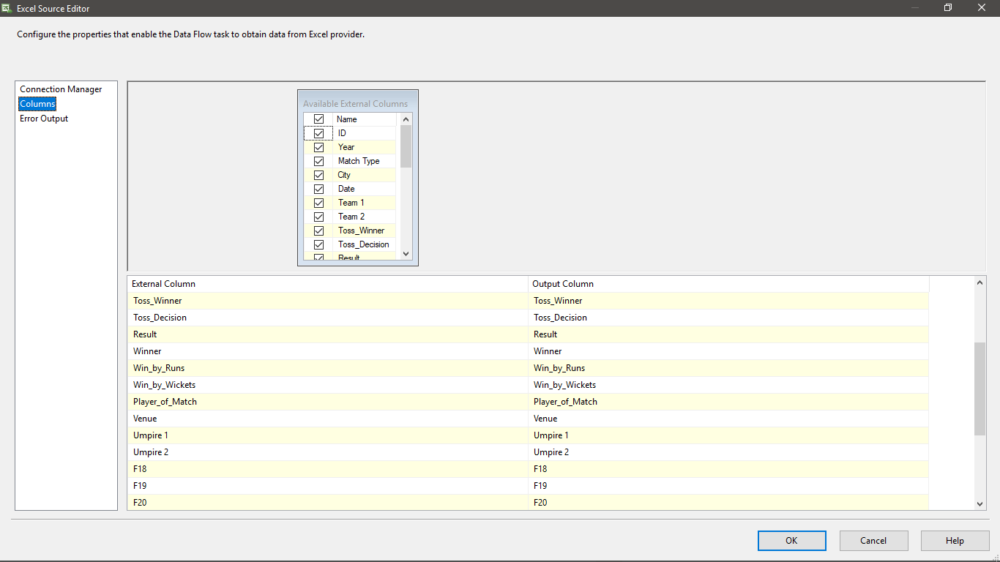 Excel Source Editor
Configure the properties that enable the Data Flow task to obtain data from Excel provider.
Connection Manager
Columns
Error Output
Available External Columns
Name
ID
Year
Match Type
City
Date
Team 1
Team 2
Toss_Winner
Toss_Decision
Result
External Column Output Column
Toss_Winner Toss_Winner
Toss_Decision Toss_Decision
Result Result
Winner Winner
Win_by_Runs Win_by_Runs
Win_by_Wickets Win_by_Wickets
Player_of_Match Player_of_Match
Venue Venue
Umpire 1 Umpire 1
Umpire 2 Umpire 2
F18 F18
F19 F19
F20 F20
OK Cancel Help